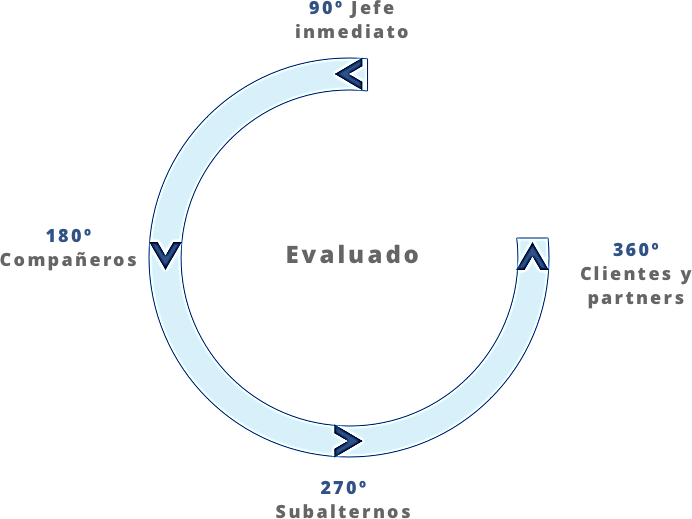 90º Jefe
inmediato
180º
Compañeros
Evaluado
360º
Clientes y
partners
270º
Subalternos